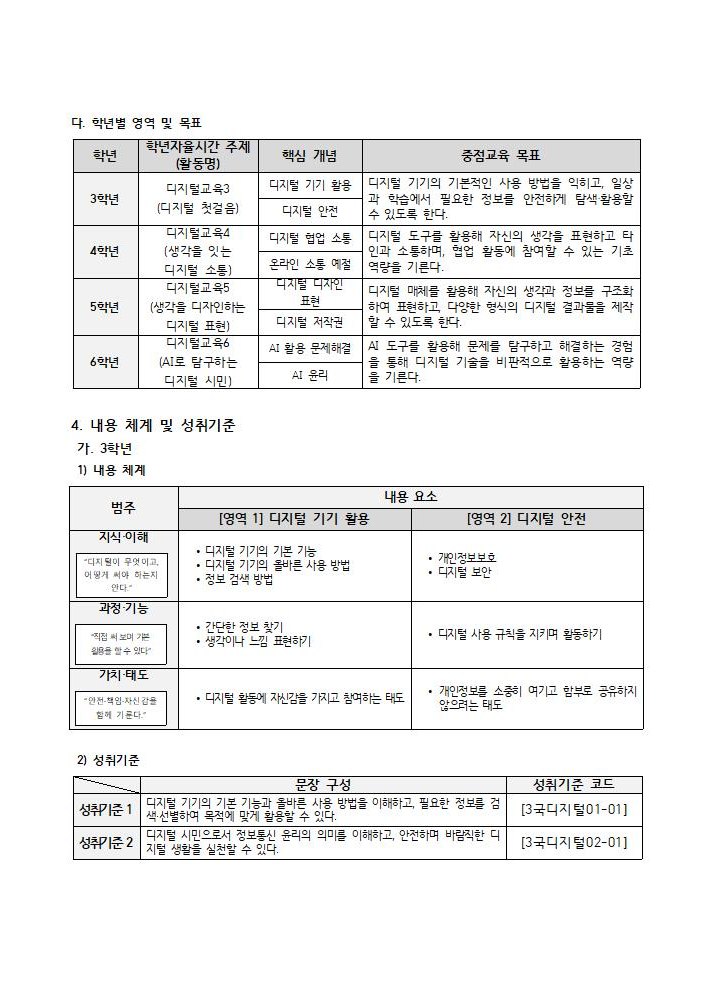 다. 학년별 영역 및 목표
학년
학년자율시간 주제
(활동명)
핵심 개념
중점교육 목표
3학년
디지털교육3
(디지털 첫걸음)
디지털 기기 활용
디지털 안전
디지털 기기의 기본적인 사용 방법을 익히고, 일상
과 학습에서 필요한 정보를 안전하게 탐색·활용할
수 있도록 한다.
4학년
디지털교육4
(생각을 잇는
디지털 소통)
디지털 협업 소통
온라인 소통 예절
디지털 도구를 활용해 자신의 생각을 표현하고 타
인과 소통하며, 협업 활동에 참여할 수 있는 기초
역량을 기른다.
5학년
디지털교육5
(생각을 디자인하는
디지털 표현)
디지털 디자인
표현
디지털 저작권
디지털 매체를 활용해 자신의 생각과 정보를 구조화
하여 표현하고, 다양한 형식의 디지털 결과물을 제작
할 수 있도록 한다.
6학년
디지털교육6
(AI로 탐구하는
디지털 시민)
AI 활용 문제해결
AI 윤리
AI 도구를 활용해 문제를 탐구하고 해결하는 경험
을 통해 디지털 기술을 비판적으로 활용하는 역량
을 기른다.
4. 내용 체계 및 성취기준
가. 3학년
1) 내용 체계
범주
내용 요소
[영역 1] 디지털 기기 활용
[영역 2] 디지털 안전
지식·이해
"디지털이 무엇이고,
어떻게 써야 하는지
안다."
• 디지털 기기의 기본 기능
• 디지털 기기의 올바른 사용 방법
• 정보 검색 방법
• 개인정보보호
• 디지털 보안
과정·기능
"직접 써 보며 기본
활용을 할 수 있다"
• 간단한 정보 찾기
• 생각이나 느낌 표현하기
• 디지털 사용 규칙을 지키며 활동하기
가치·태도
"안전·책임·자신감을
함께 기른다."
• 디지털 활동에 자신감을 가지고 참여하는 태도
• 개인정보를 소중히 여기고 함부로 공유하지
않으려는 태도
2) 성취기준
문장 구성
성취기준 코드
성취기준 1
디지털 기기의 기본 기능과 올바른 사용 방법을 이해하고, 필요한 정보를 검
색·선별하여 목적에 맞게 활용할 수 있다.
[3국디지털01-01]
성취기준 2
디지털 시민으로서 정보통신 윤리의 의미를 이해하고, 안전하며 바람직한 디
지털 생활을 실천할 수 있다.
[3국디지털02-01]